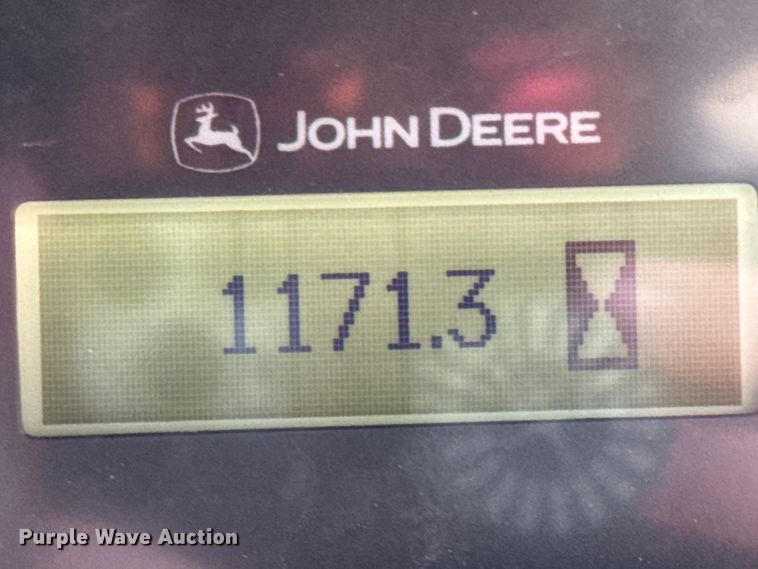 JOHN DEERE
1171.3
Purple Wave Auction